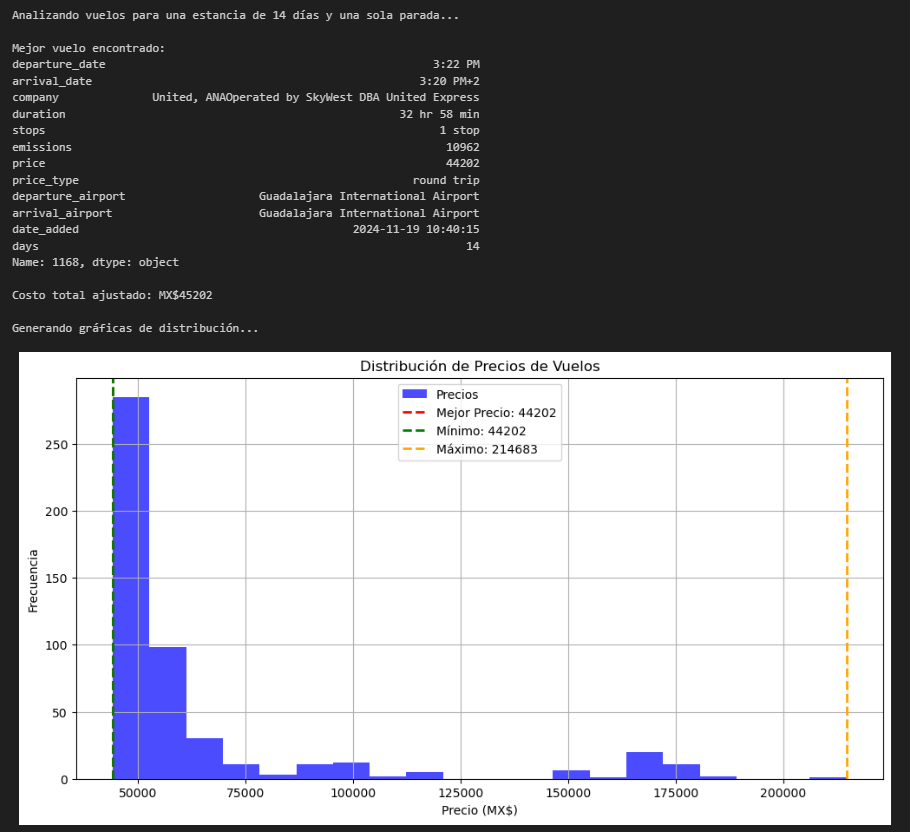 Analizando vuelos para una estancia de 14 días y una sola parada...
Mejor vuelo encontrado:
departure_date 3:22 PM
arrival_date 3:20 PM+2
company United, ANAOperated by SkyWest DBA United Express
duration 32 hr 58 min
stops 1 stop
emissions 10962
price 44202
price_type round trip
departure_airport Guadalajara International Airport
arrival_airport Guadalajara International Airport
date_added 2024-11-19 10:40:15
days 14
Name: 1168, dtype: object
Costo total ajustado: MX$45202
Generando gráficas de distribución...
Distribución de Precios de Vuelos
Precios
Mejor Precio: 44202
Mínimo: 44202
Máximo: 214683
Frecuencia
250
200
150
100
50
0
50000 75000 100000 125000 150000 175000 200000
Precio (MX$)